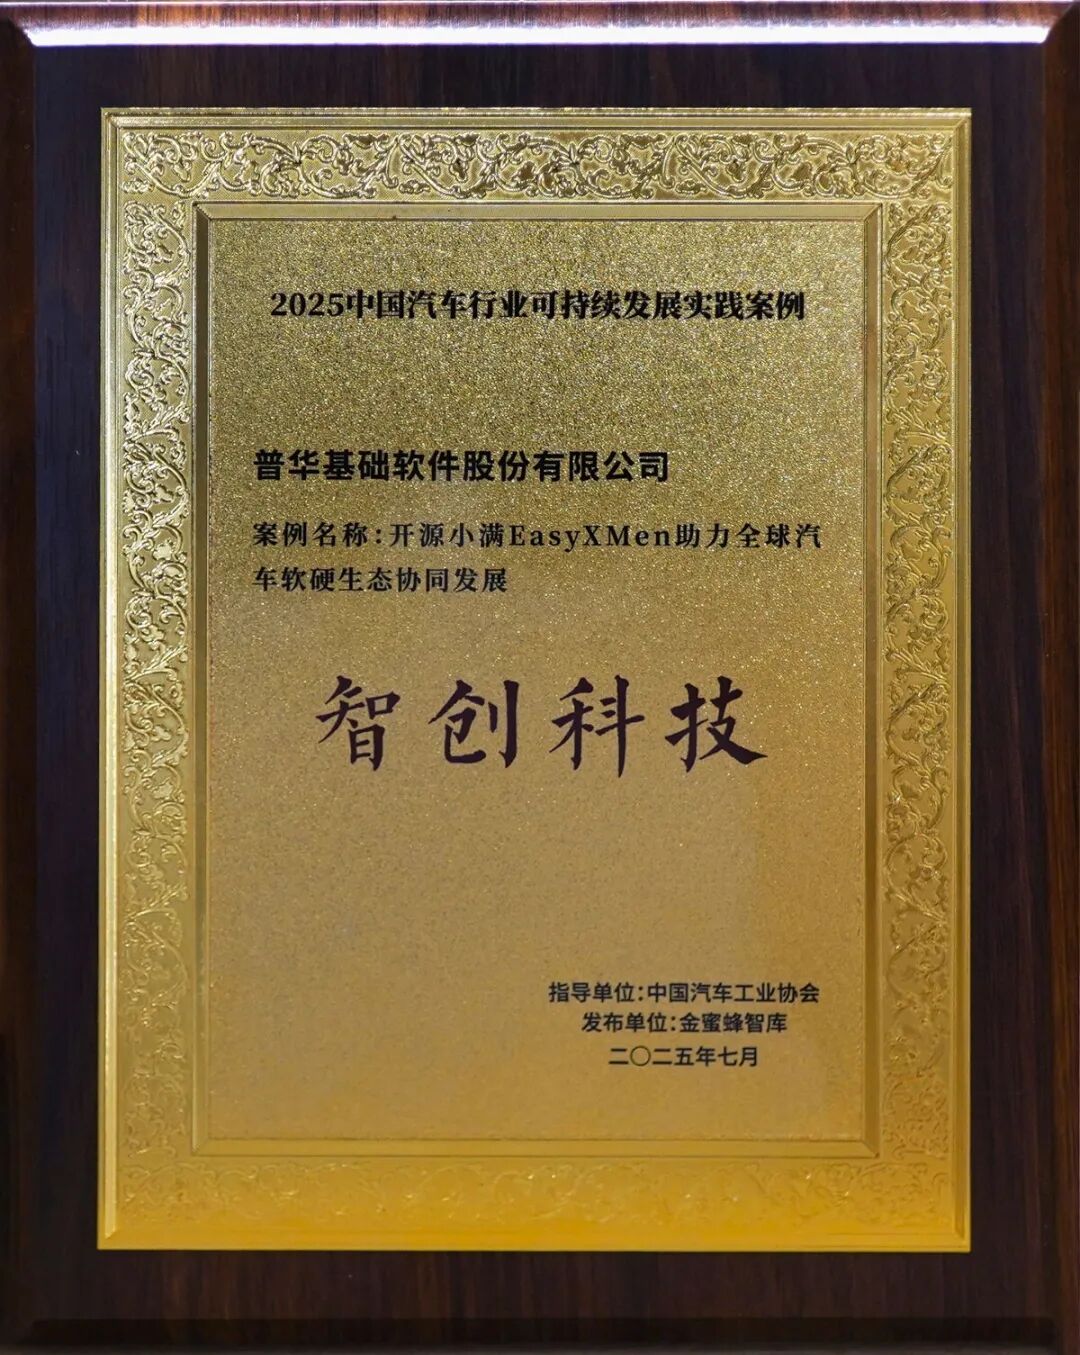 2025中国汽车行业可持续发展实践案例
普华基础软件股份有限公司
案例名称:开源小满EasyXMen助力全球汽
车软硬生态协同发展
智创科技
指导单位:中国汽车工业协会
发布单位:金蜜蜂智库
二〇二五年七月